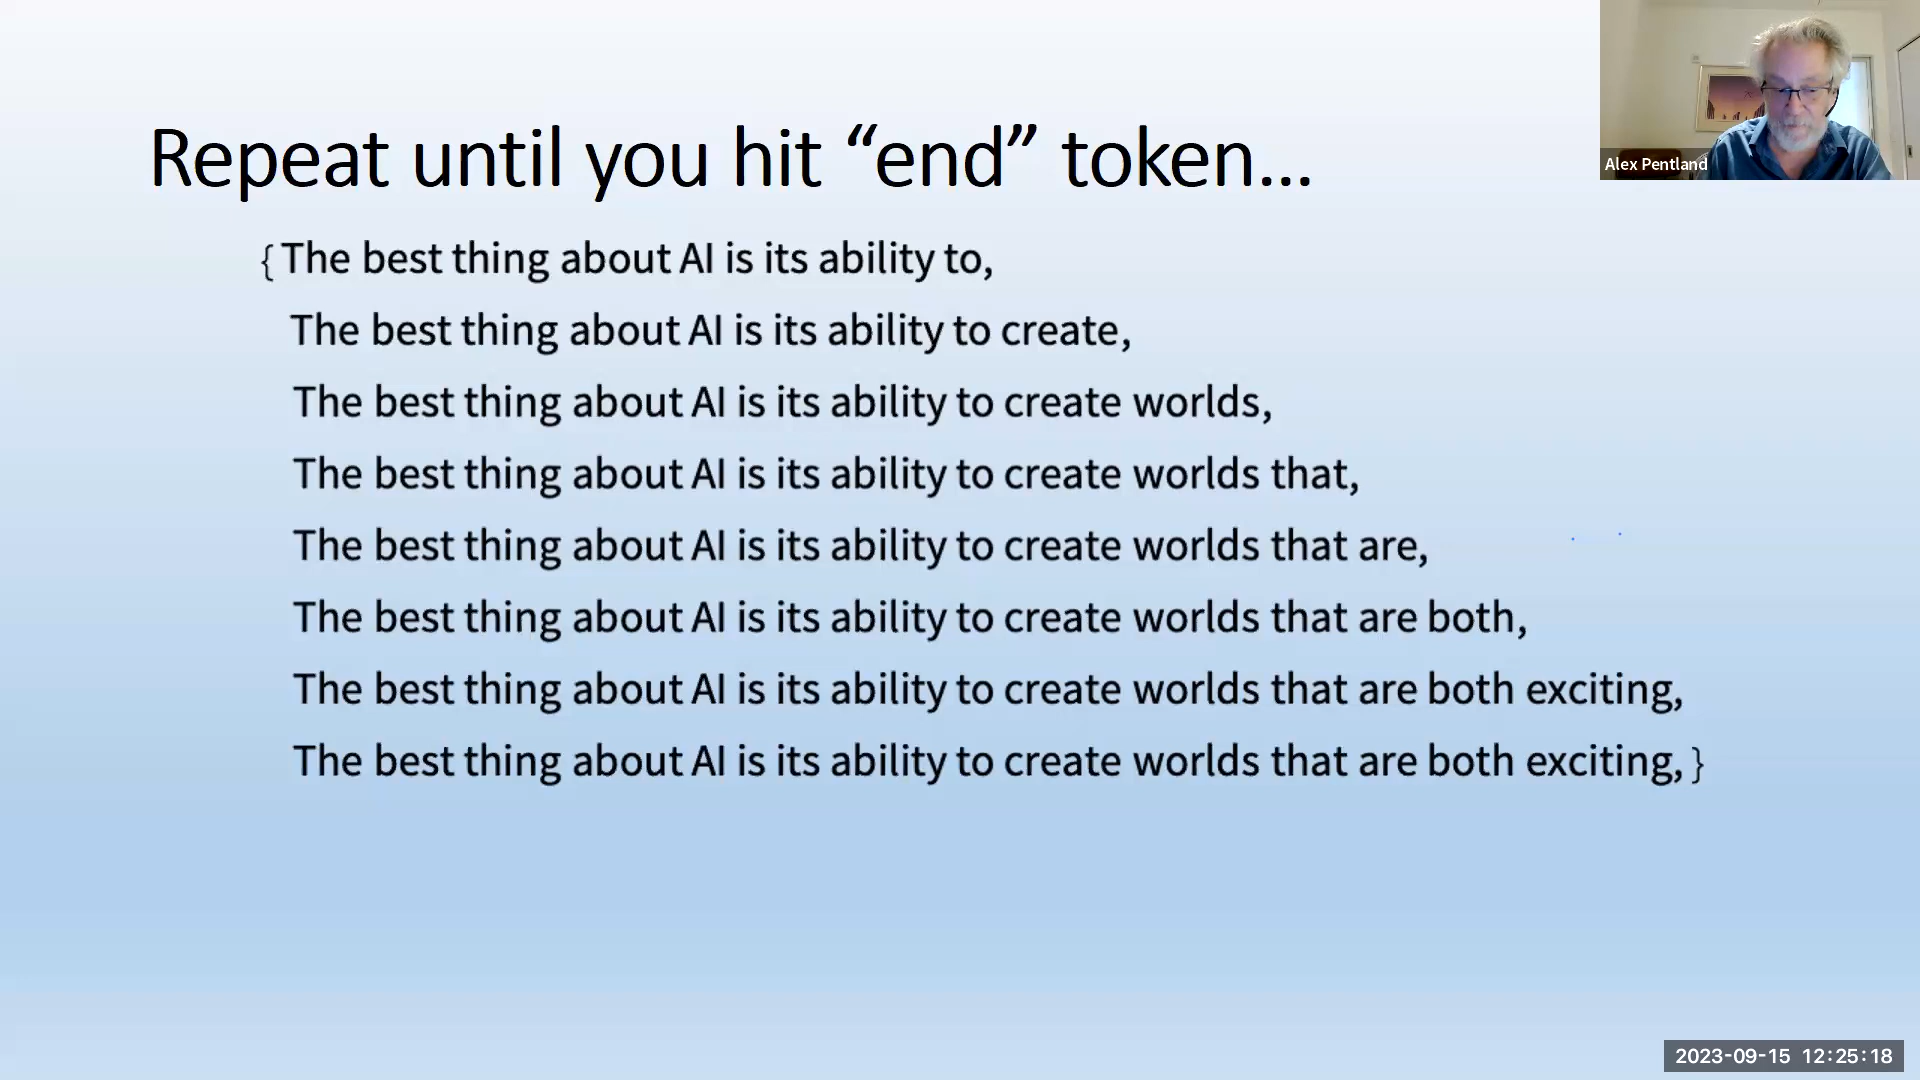 Repeat until you hit “end” token...
Alex Pentland
{ The best thing about AI is its ability to,
The best thing about AI is its ability to create,
The best thing about AI is its ability to create worlds,
The best thing about AI is its ability to create worlds that,
The best thing about AI is its ability to create worlds that are,
The best thing about AI is its ability to create worlds that are both,
The best thing about AI is its ability to create worlds that are both exciting,
The best thing about AI is its ability to create worlds that are both exciting, }
2023-09-15 12:25:18